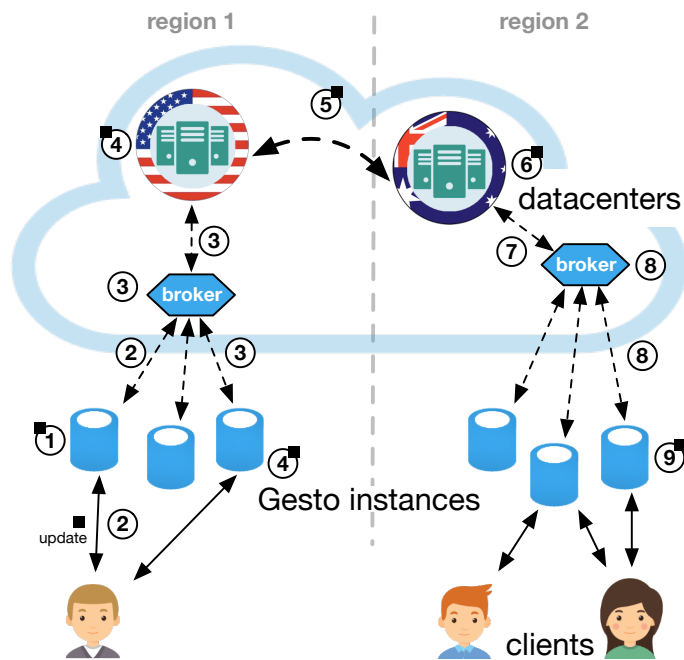 region 1
region 2
5
4
6
datacenters
3
7
3
broker
broker
8
2
3
8
1
4
9
Gesto instances
update
2
clients